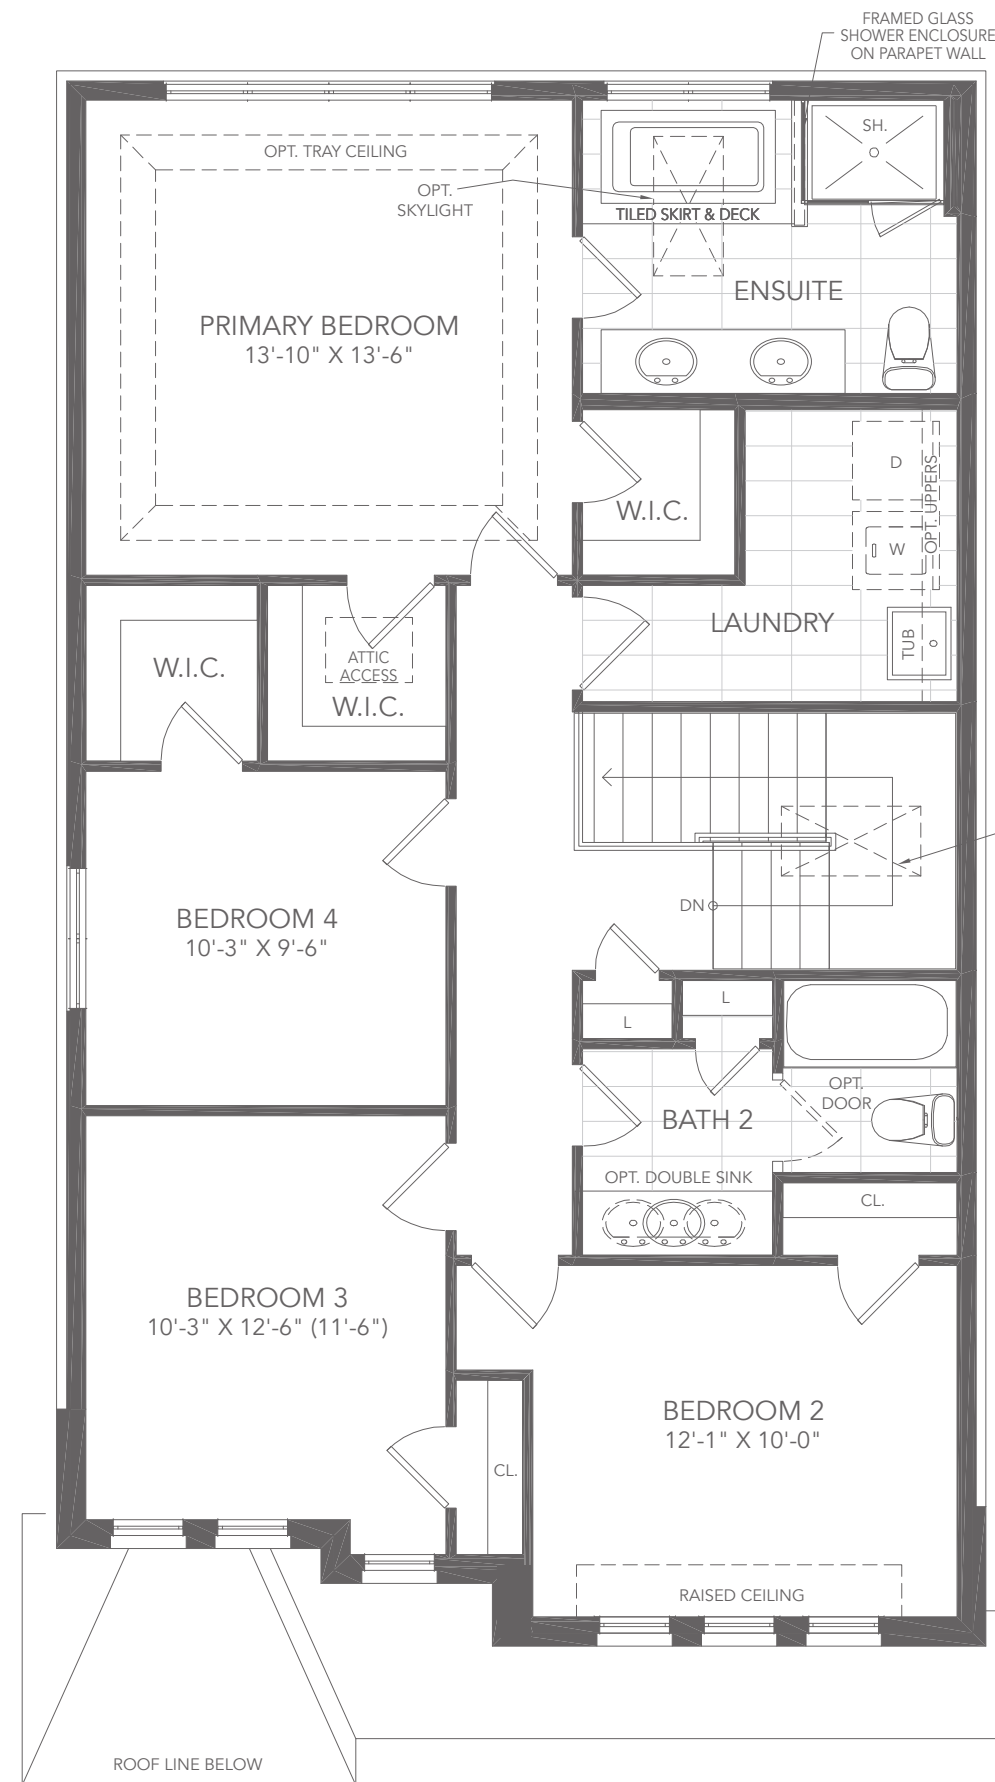 FRAMED GLASS
SHOWER ENCLOSURE
ON PARAPET WALL
SH.
OPT. TRAY CEILING
OPT.
SKYLIGHT
TILED SKIRT & DECK
ENSUITE
PRIMARY BEDROOM
13'-10" X 13'-6"
W.I.C.
D
OPT. UPPERS
W
LAUNDRY
TUB
W.I.C.
ATTIC
ACCESS
W.I.C.
BEDROOM 4
10'-3" X 9'-6"
DN
L
L
OPT.
DOOR
BATH 2
OPT. DOUBLE SINK
CL.
BEDROOM 3
10'-3" X 12'-6" (11'-6")
BEDROOM 2
12'-1" X 10'-0"
CL.
RAISED CEILING
ROOF LINE BELOW